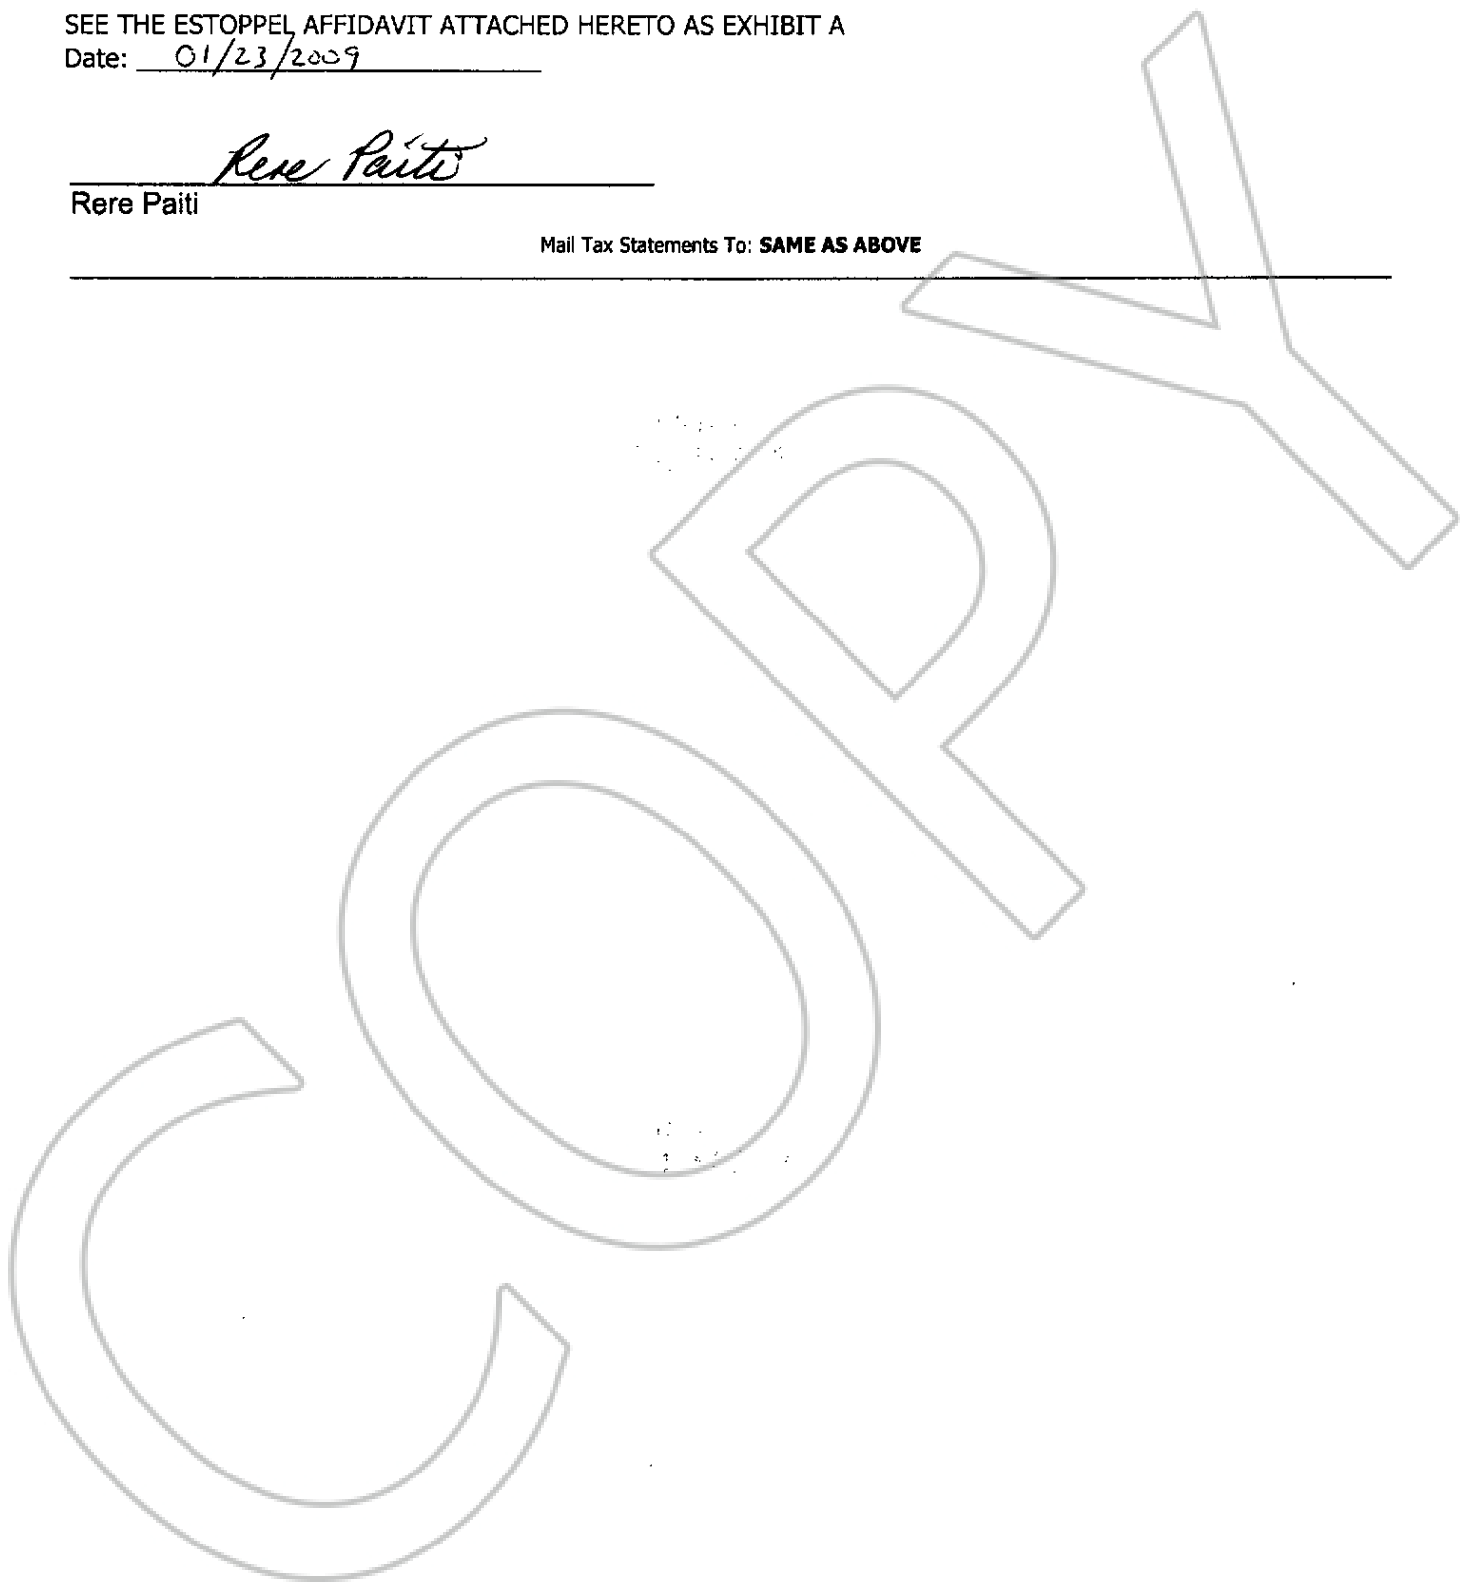 SEE THE ESTOPPEL AFFIDAVIT ATTACHED HERETO AS EXHIBIT A
Date: 01/23/2009
Rere Paiti
Rere Paiti
Mail Tax Statements To: SAME AS ABOVE
COPY